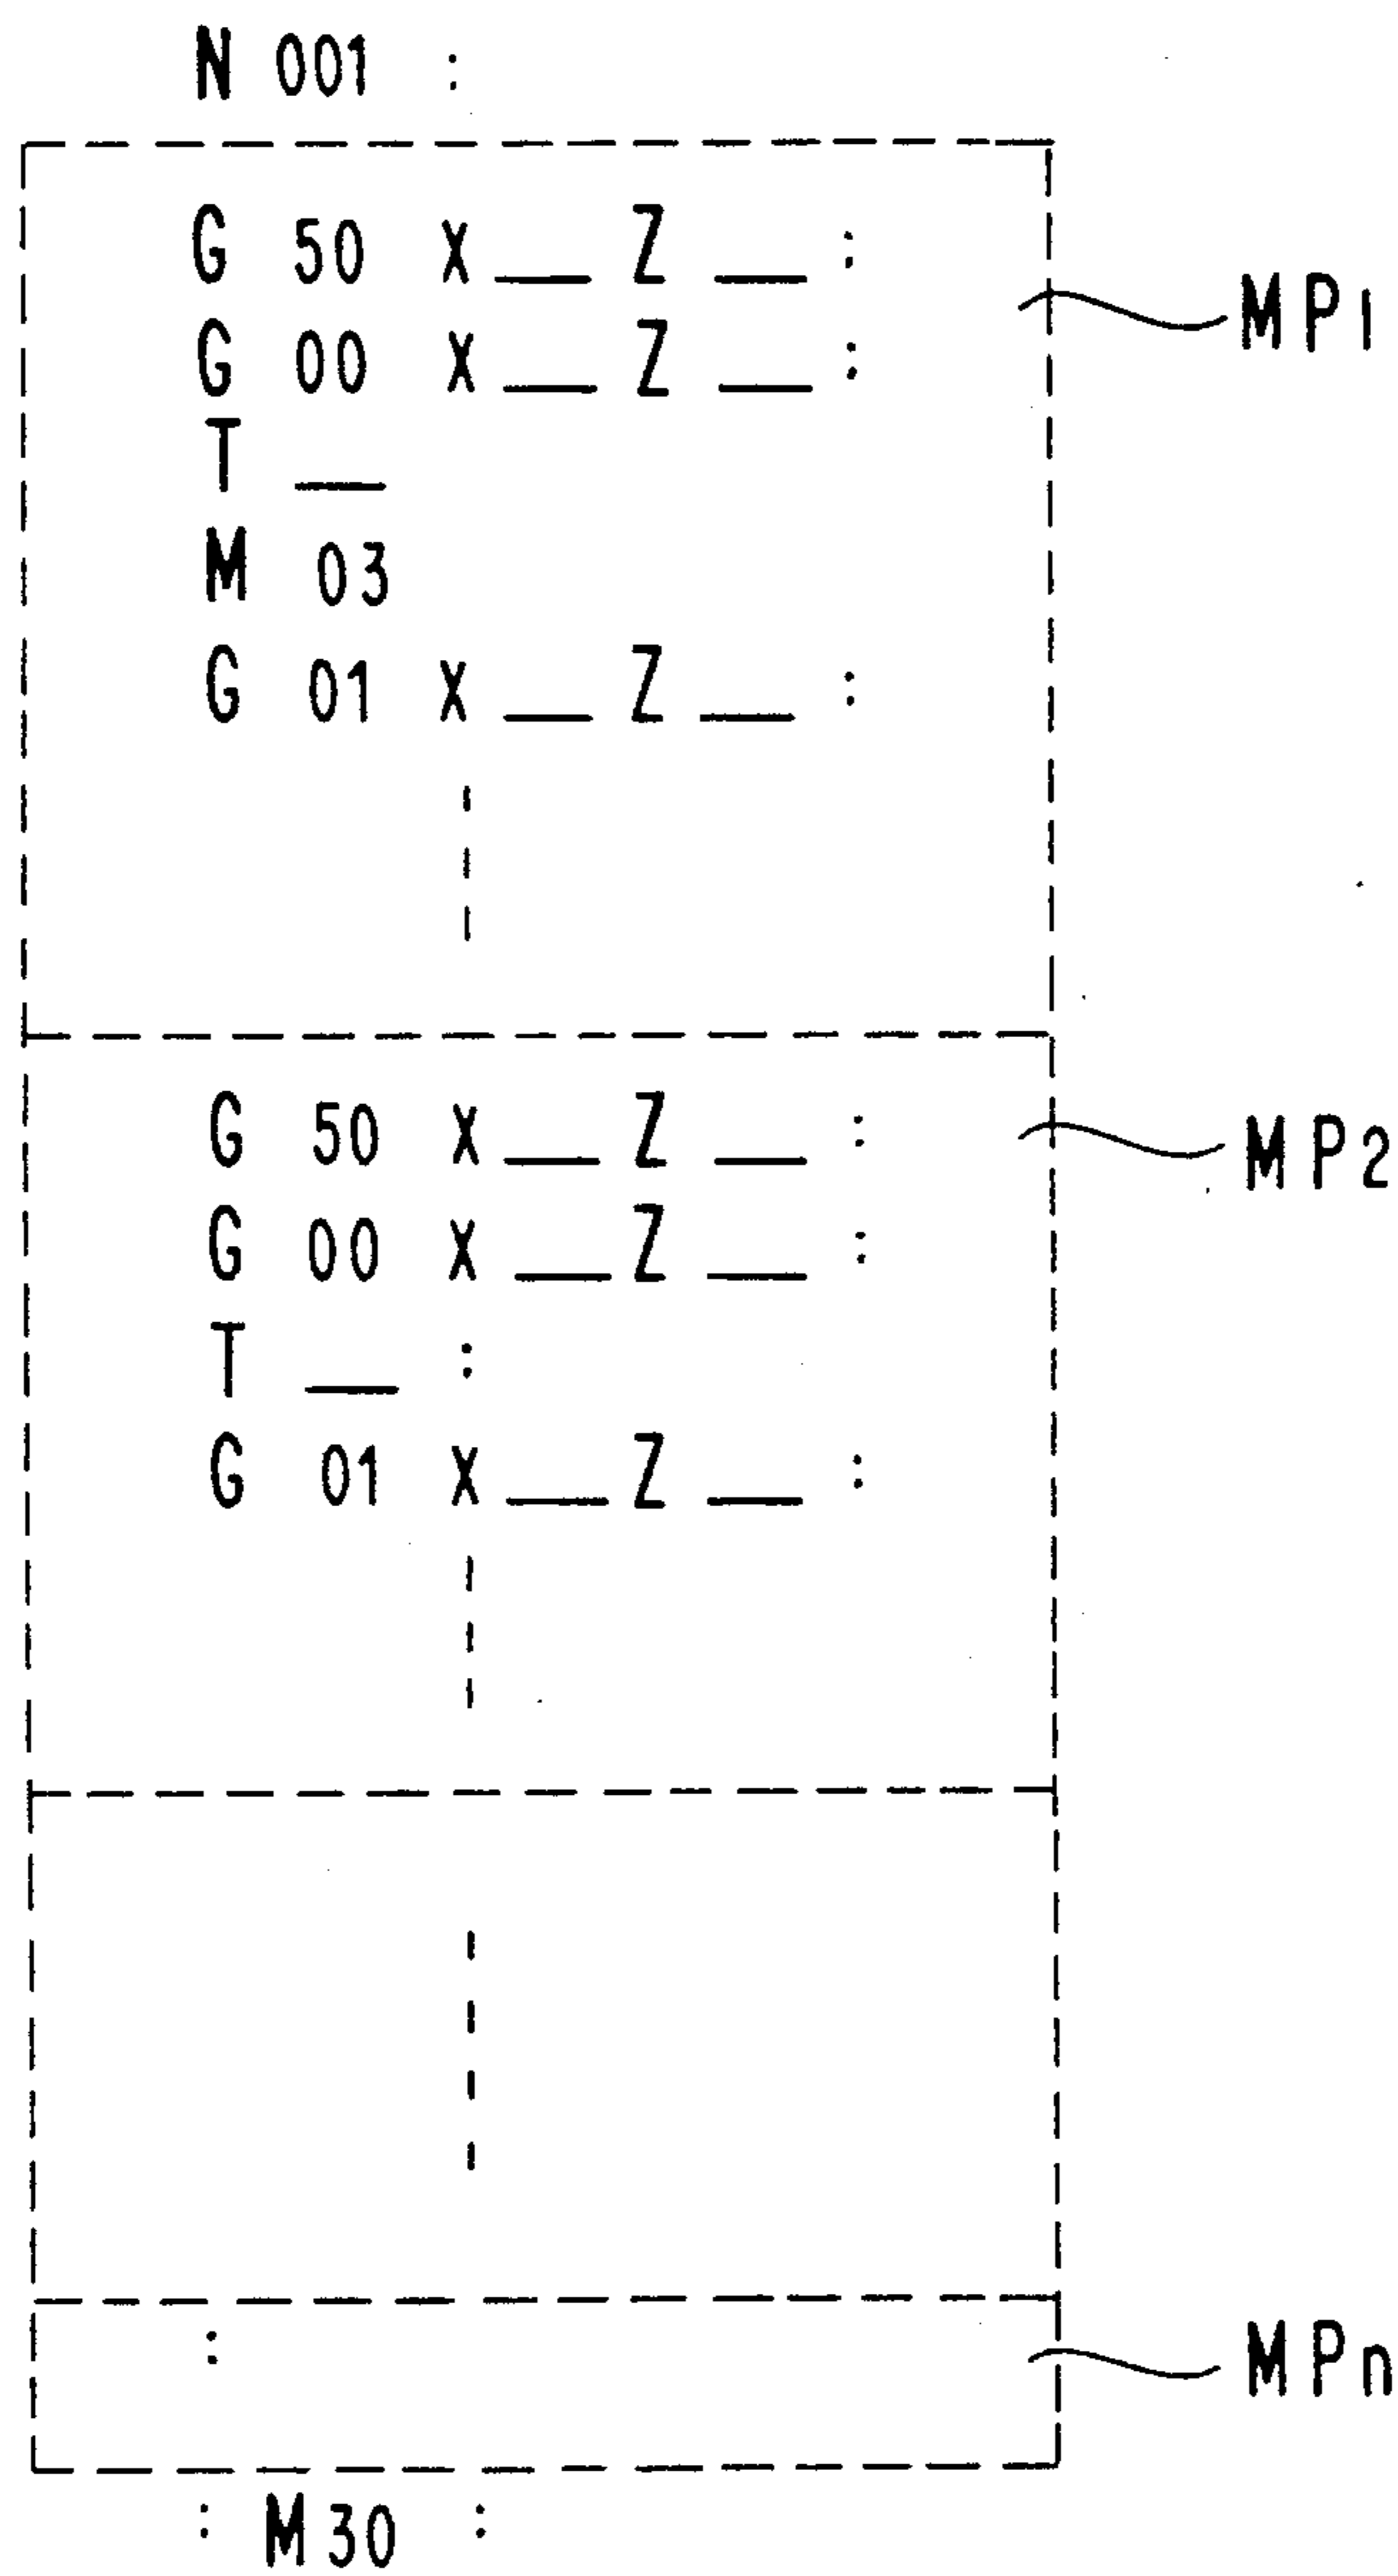 N 001 :
G 50 X __ Z __ :
MP1
G 00 X __ Z __ :
T __
M 03
G 01 X __ Z __ :
G 50 X __ Z __ :
MP2
G 00 X __ Z __ :
T __ :
G 01 X __ Z __ :
:
MPn
: M30 :